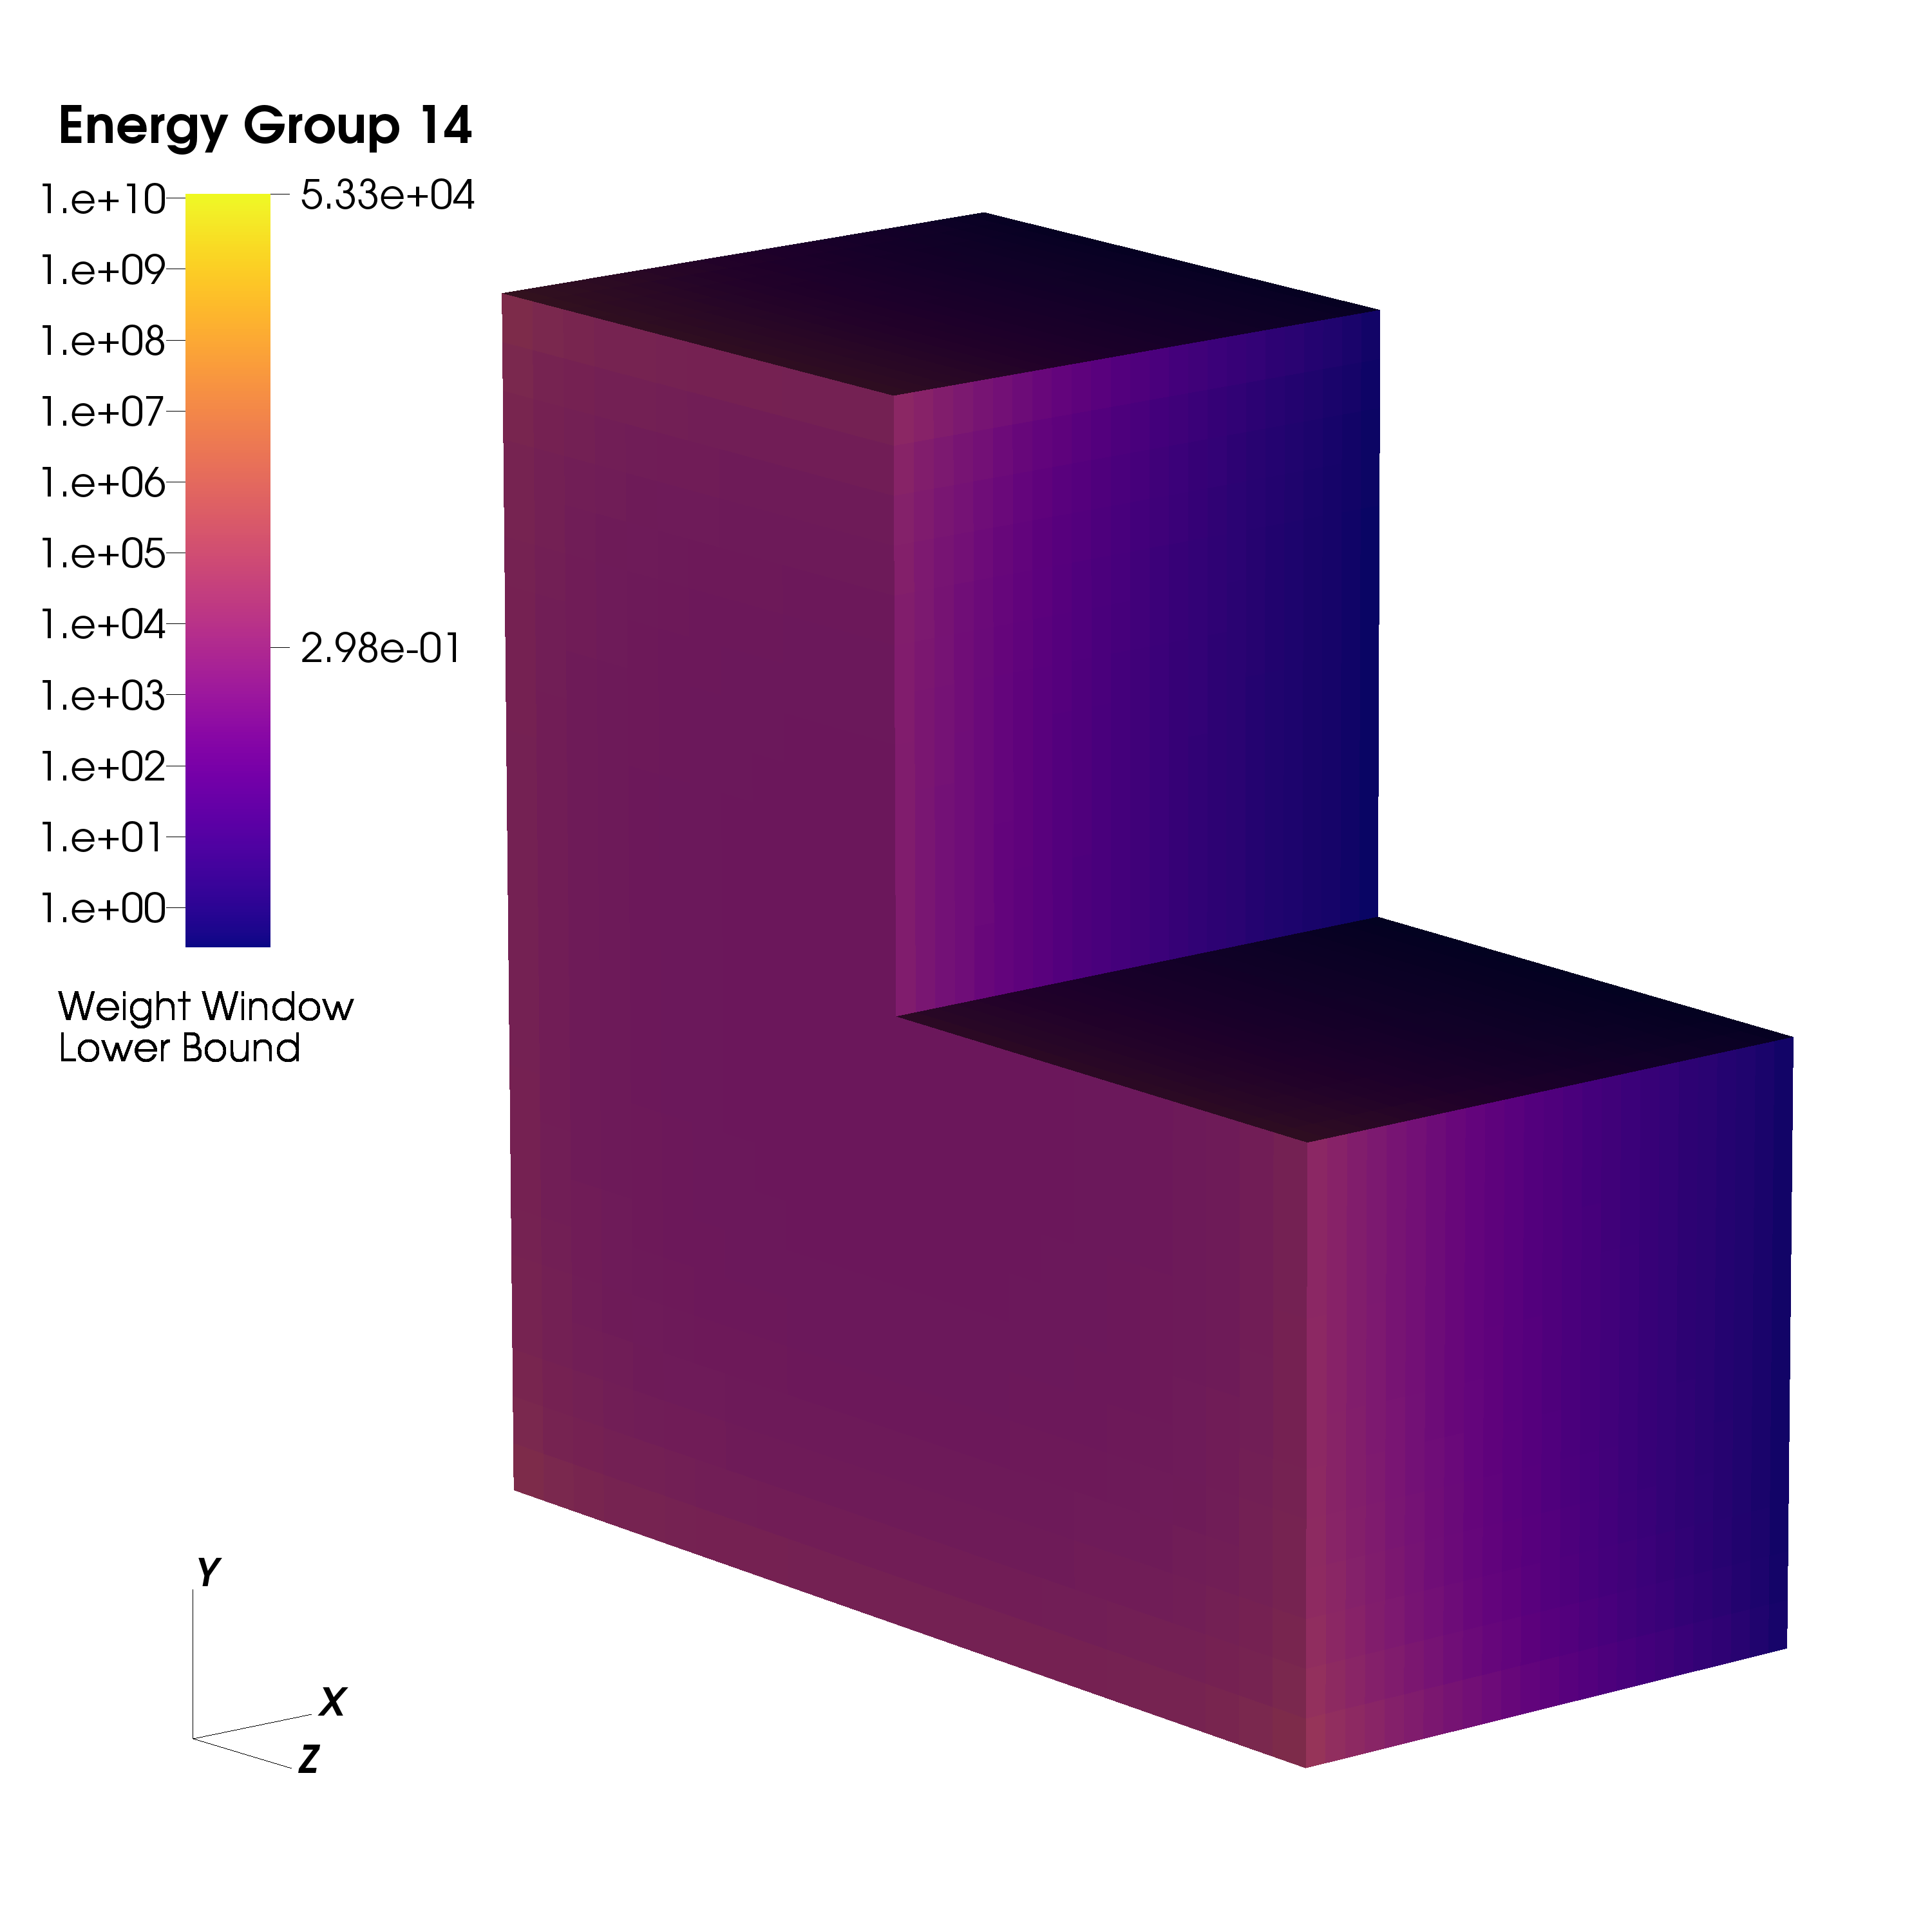 Energy Group 14
1.e+10 5.33e+04
1.e+09
1.e+08
1.e+07
1.e+06
1.e+05
1.e+04
2.98e-01
1.e+03
1.e+02
1.e+01
1.e+00
Weight Window
Lower Bound
Y
X
Z